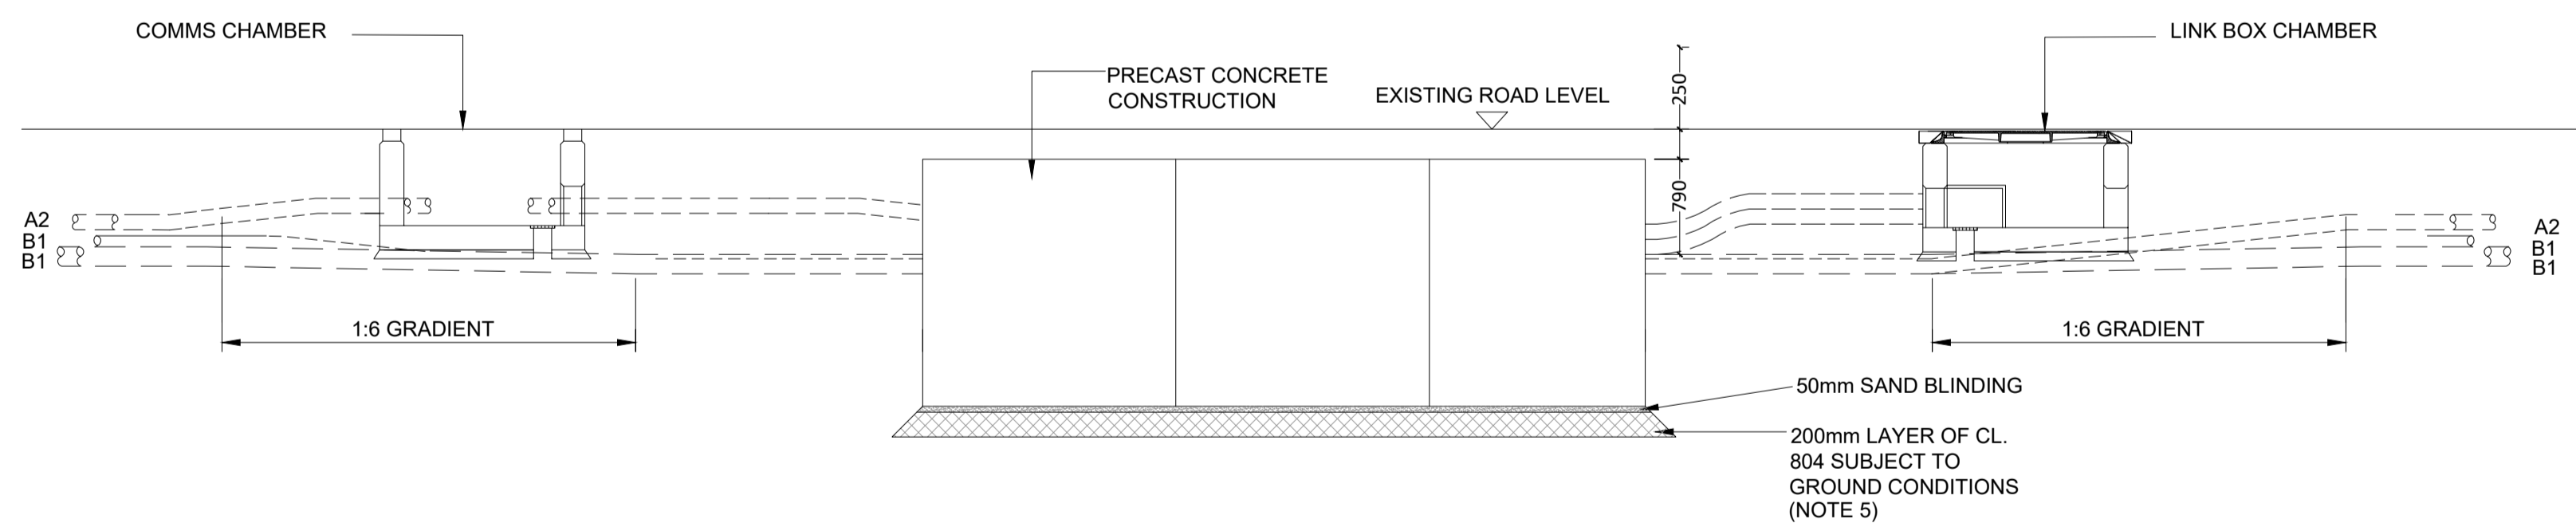 COMMS CHAMBER
LINK BOX CHAMBER
PRECAST CONCRETE
CONSTRUCTION
EXISTING ROAD LEVEL
250
790
A2
B1
B1
A2
B1
B1
1:6 GRADIENT
1:6 GRADIENT
50mm SAND BLINDING
200mm LAYER OF CL.
804 SUBJECT TO
GROUND CONDITIONS
(NOTE 5)